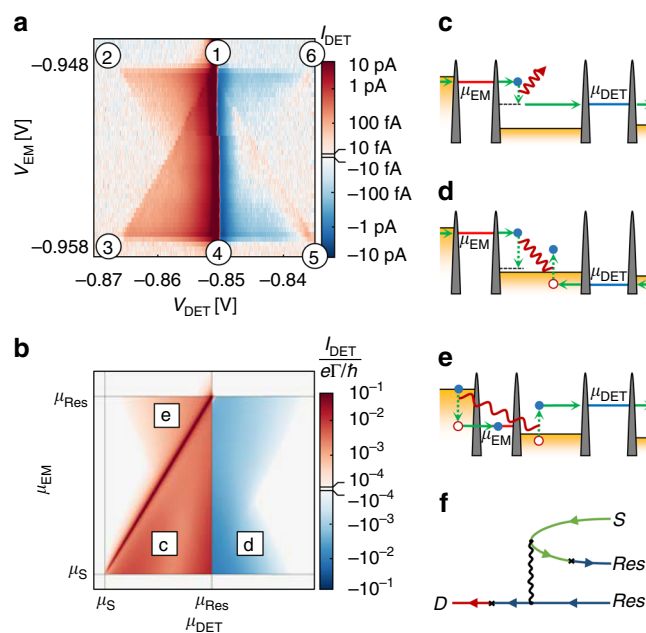 a
I_DET
2
1
6
−0.948
10 pA
1 pA
100 fA
10 fA
−10 fA
−100 fA
−1 pA
−10 pA
V_EM [V]
−0.958
3
4
5
−0.87
−0.86
−0.85
−0.84
V_DET [V]
b
I_DET
eΓ/ℏ
μ_Res
e
10⁻¹
10⁻²
10⁻³
10⁻⁴
−10⁻⁴
−10⁻³
−10⁻²
−10⁻¹
μ_EM
c
d
μ_S
μ_S
μ_Res
μ_DET
c
μ_EM
μ_DET
d
μ_EM
μ_DET
e
μ_DET
μ_EM
f
S
Res
D
Res